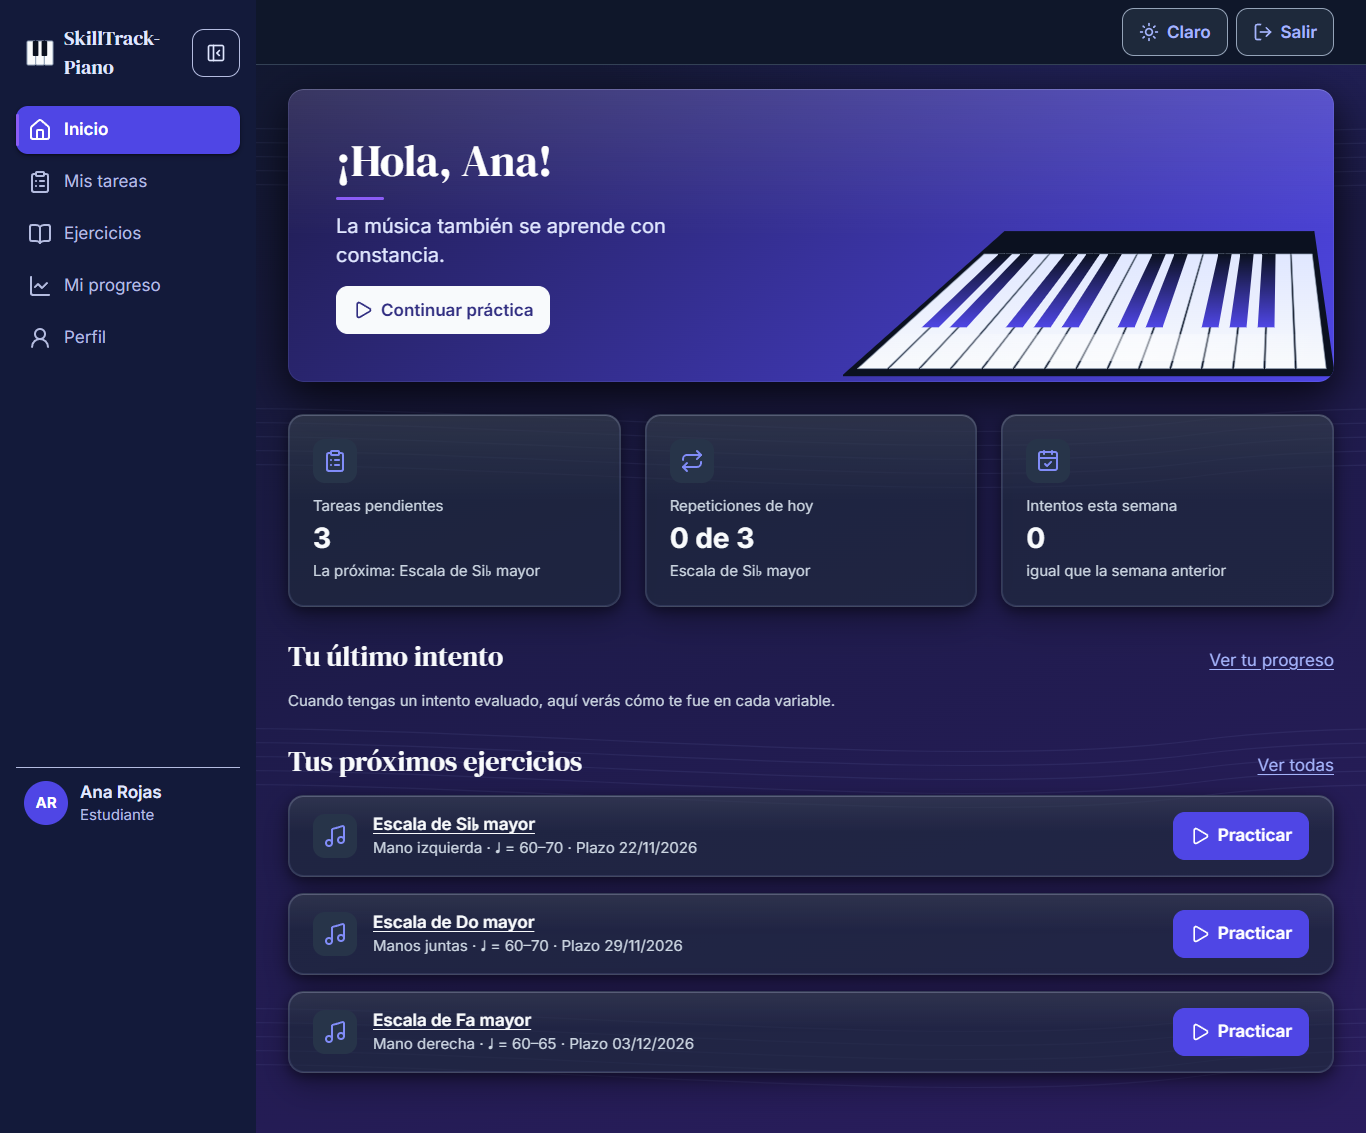 SkillTrack-
Piano
Claro
Salir
Inicio
Mis tareas
Ejercicios
Mi progreso
Perfil
AR
Ana Rojas
Estudiante
¡Hola, Ana!
La música también se aprende con
constancia.
Continuar práctica
Tareas pendientes
3
La próxima: Escala de Si♭ mayor
Repeticiones de hoy
0 de 3
Escala de Si♭ mayor
Intentos esta semana
0
igual que la semana anterior
Tu último intento
Ver tu progreso
Cuando tengas un intento evaluado, aquí verás cómo te fue en cada variable.
Tus próximos ejercicios
Ver todas
Escala de Si♭ mayor
Mano izquierda · ♩ = 60–70 · Plazo 22/11/2026
Practicar
Escala de Do mayor
Manos juntas · ♩ = 60–70 · Plazo 29/11/2026
Practicar
Escala de Fa mayor
Mano derecha · ♩ = 60–65 · Plazo 03/12/2026
Practicar